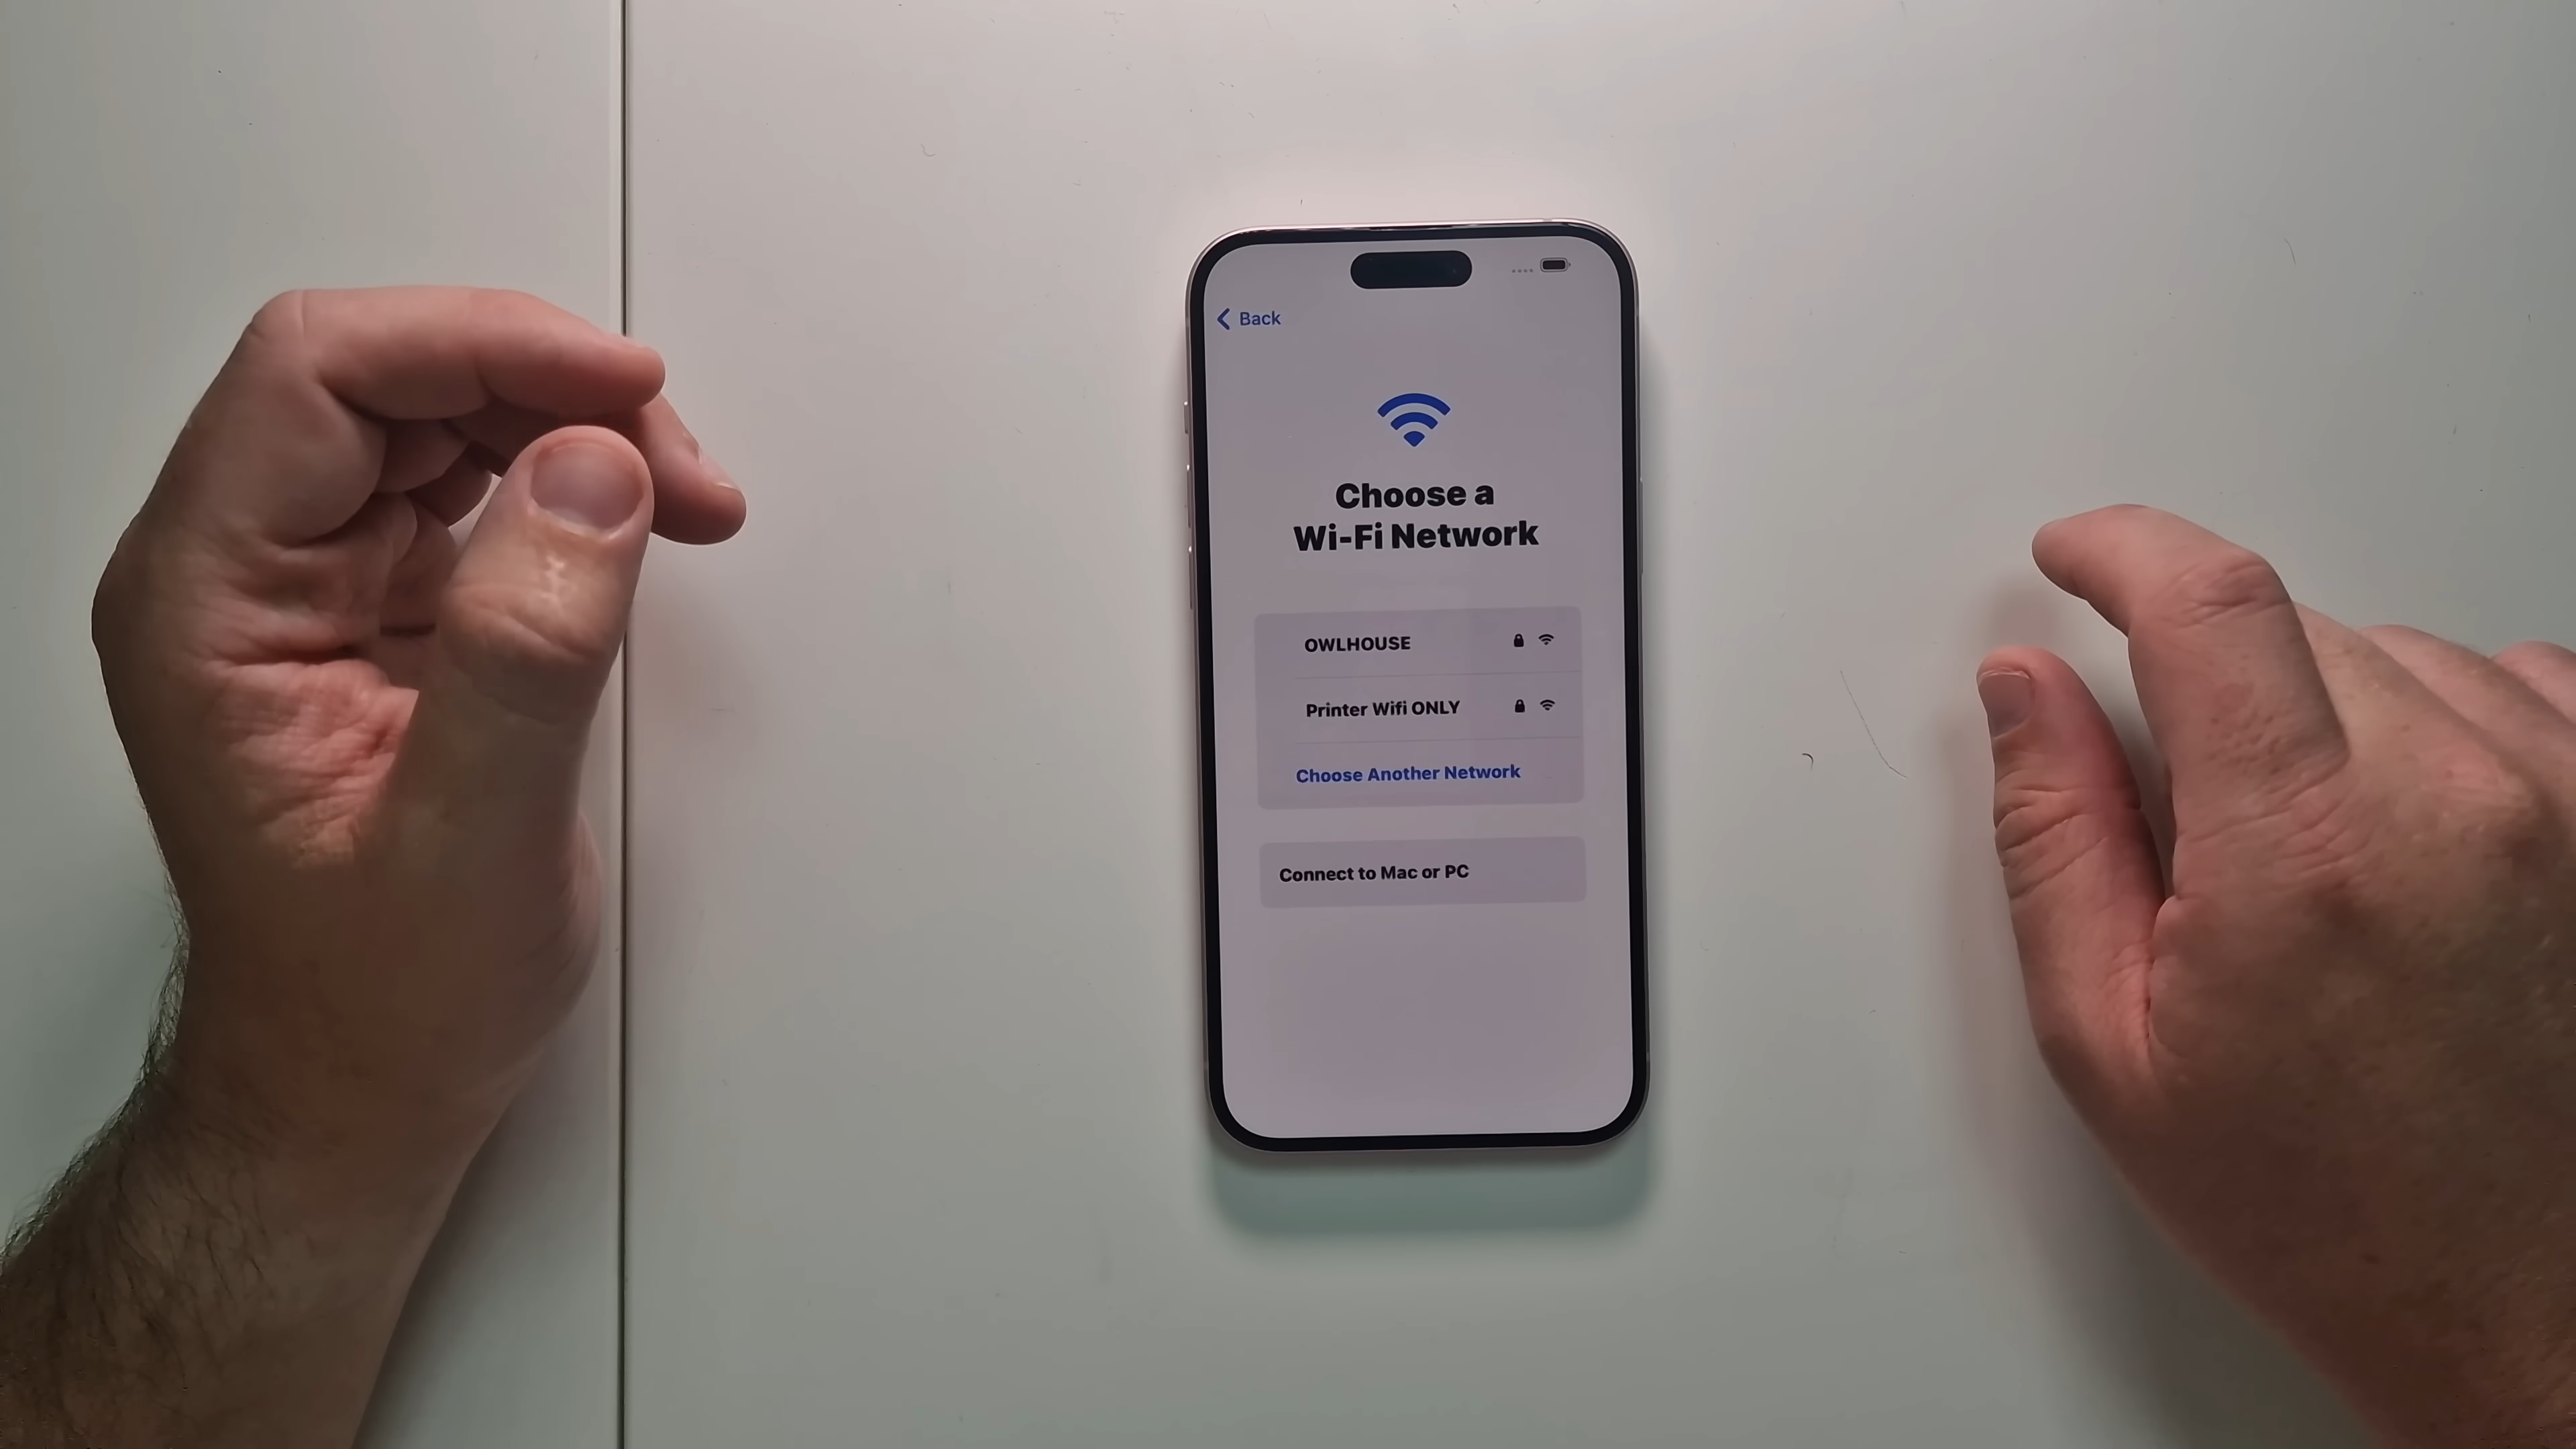 Back
Choose a
Wi-Fi Network
OWLHOUSE
Printer Wifi ONLY
Choose Another Network
Connect to Mac or PC